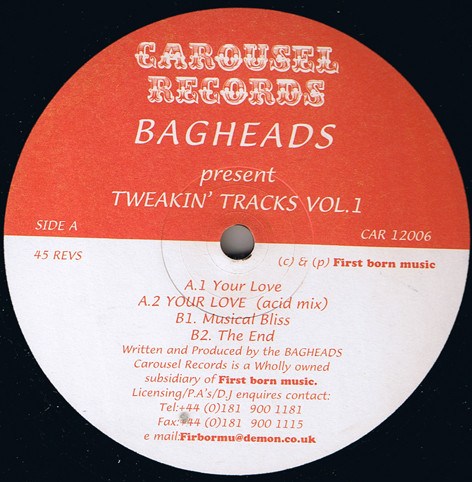 CAROUSEL
RECORDS
BAGHEADS
present
TWEAKIN' TRACKS VOL.1
SIDE A
CAR 12006
45 REVS
(c) & (p) First born music
A.1 Your Love
A.2 YOUR LOVE (acid mix)
B1. Musical Bliss
B2. The End
Written and Produced by the BAGHEADS
Carousel Records is a Wholly owned
subsidiary of First born music.
Licensing/P.A's/D.J enquires contact:
Tel:+44 (0)181 900 1181
Fax:+44 (0)181 900 1115
e mail:Firbormu@demon.co.uk